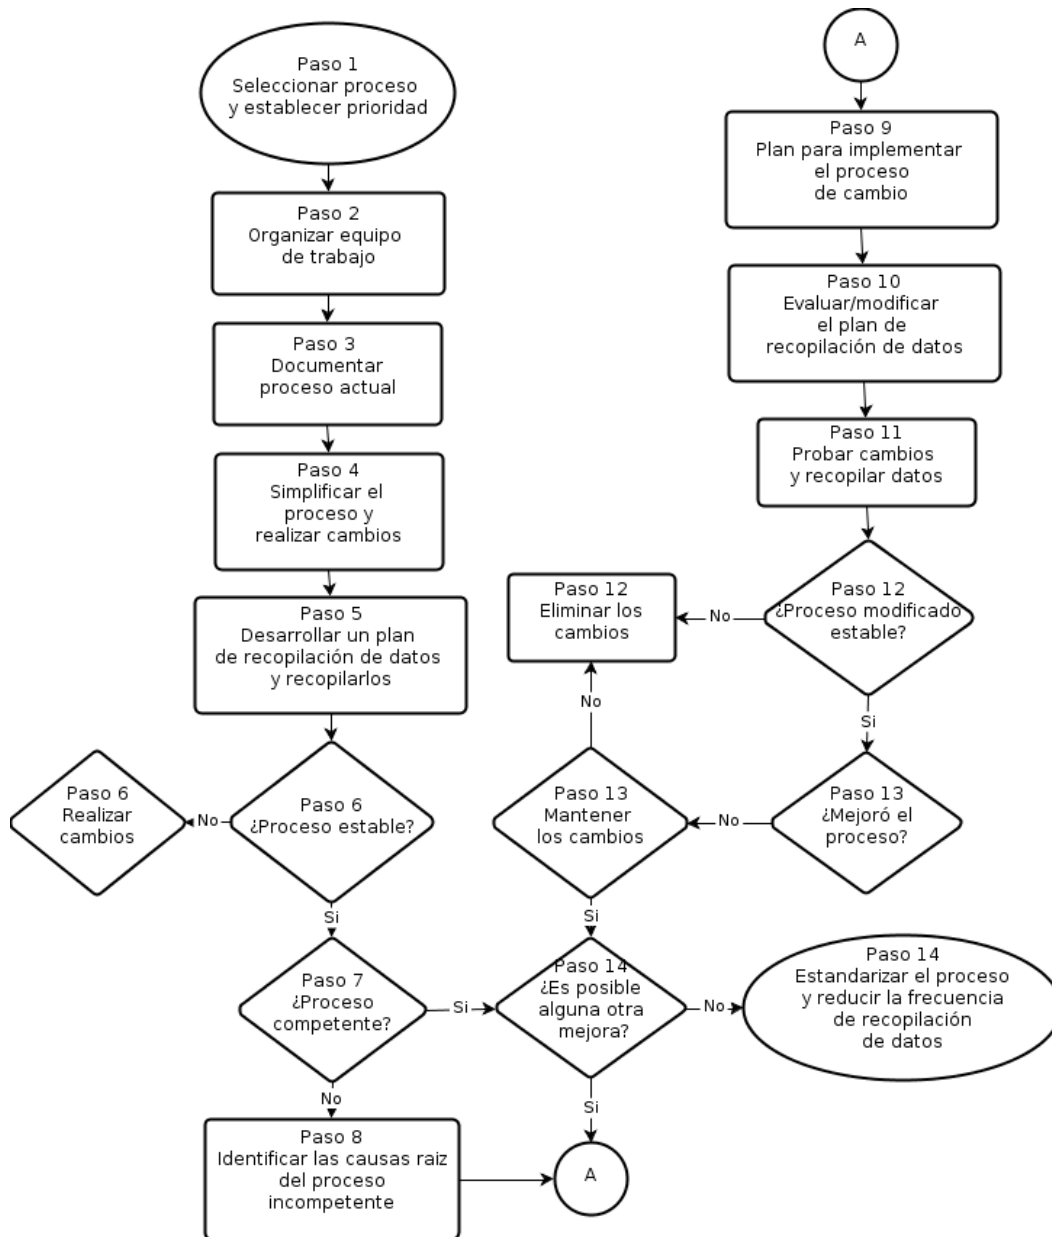 Paso 1
Seleccionar proceso
y establecer prioridad
Paso 2
Organizar equipo
de trabajo
Paso 3
Documentar
proceso actual
Paso 4
Simplificar el
proceso y
realizar cambios
Paso 5
Desarrollar un plan
de recopilación de datos
y recopilarlos
Paso 6
¿Proceso estable?
No
Paso 6
Realizar
cambios
Si
Paso 7
¿Proceso
competente?
Si
No
Paso 8
Identificar las causas raiz
del proceso
incompetente
A
Paso 9
Plan para implementar
el proceso
de cambio
Paso 10
Evaluar/modificar
el plan de
recopilación de datos
Paso 11
Probar cambios
y recopilar datos
Paso 12
¿Proceso modificado
estable?
No
Paso 12
Eliminar los
cambios
Si
Paso 13
¿Mejoró el
proceso?
No
Paso 13
Mantener
los cambios
No
Si
Paso 14
¿Es posible
alguna otra
mejora?
No
Paso 14
Estandarizar el proceso
y reducir la frecuencia
de recopilación
de datos
Si
A